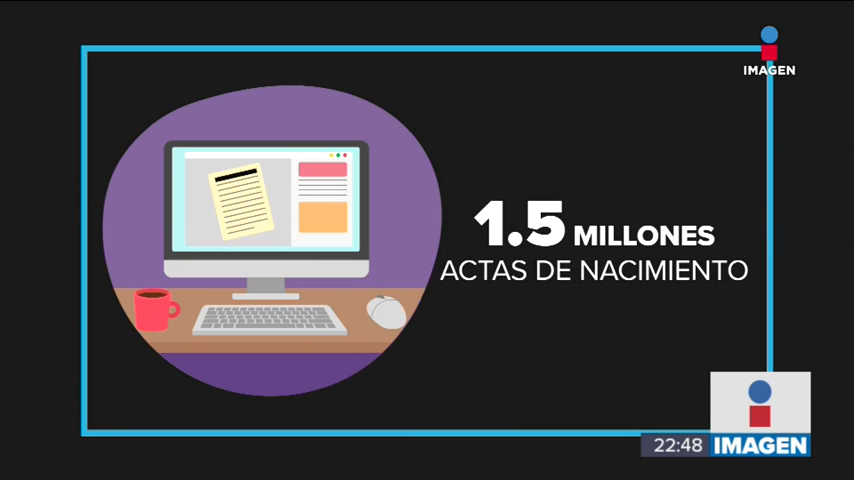 IMAGEN
1.5 MILLONES
ACTAS DE NACIMIENTO
22:48 IMAGEN